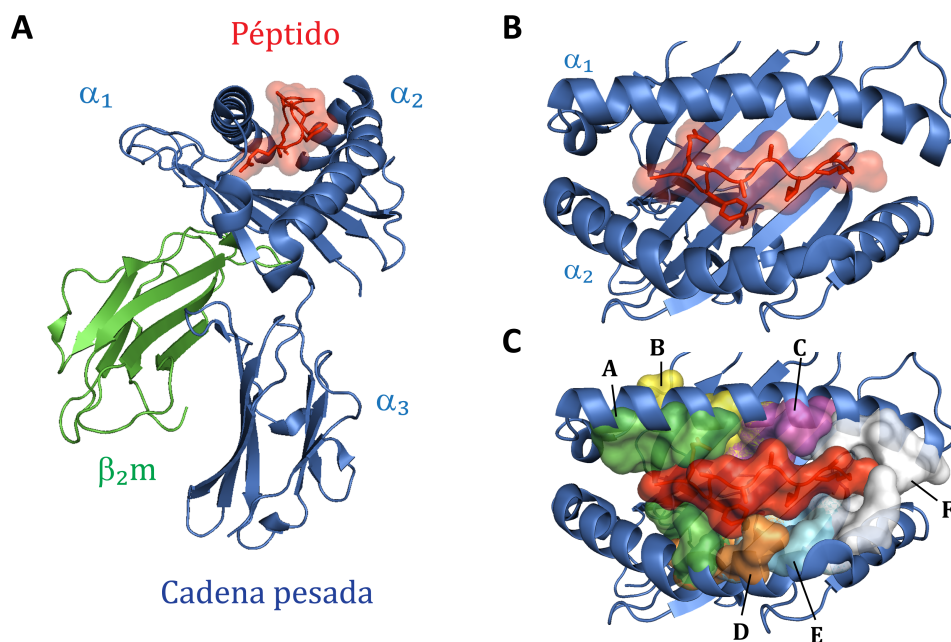 A
Péptido
α₁
α₂
β₂m
α₃
Cadena pesada
B
α₁
α₂
C
A
B
C
D
E
F